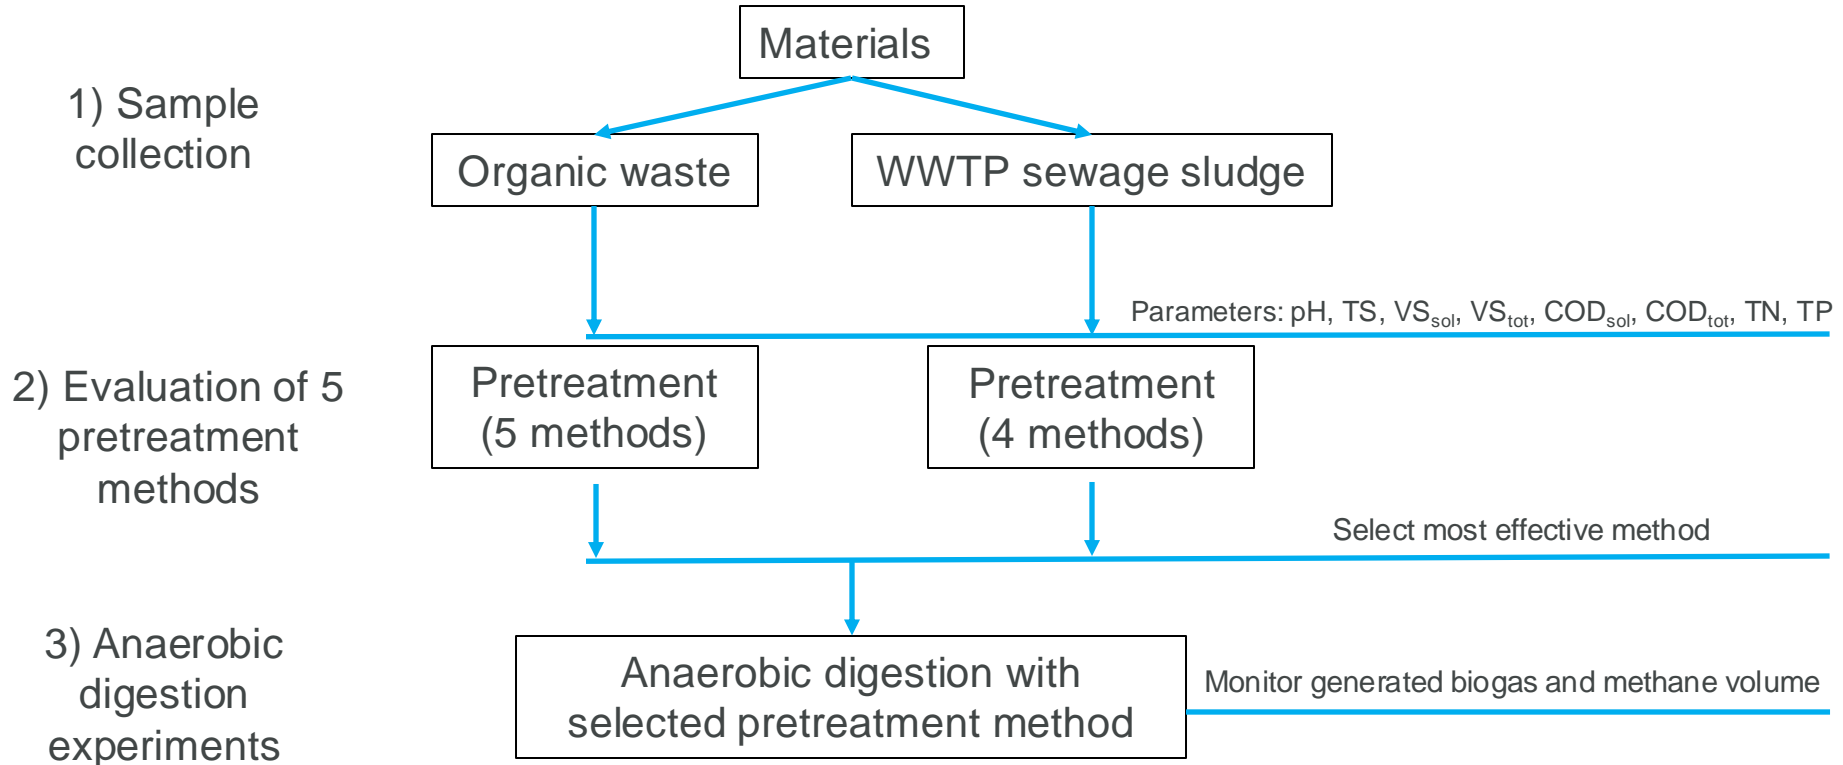 Materials
1) Sample
collection
Organic waste
WWTP sewage sludge
Parameters: pH, TS, VSsol, VStot, CODsol, CODtot, TN, TP
2) Evaluation of 5
pretreatment
methods
Pretreatment
(5 methods)
Pretreatment
(4 methods)
Select most effective method
3) Anaerobic
digestion
experiments
Anaerobic digestion with
selected pretreatment method
Monitor generated biogas and methane volume